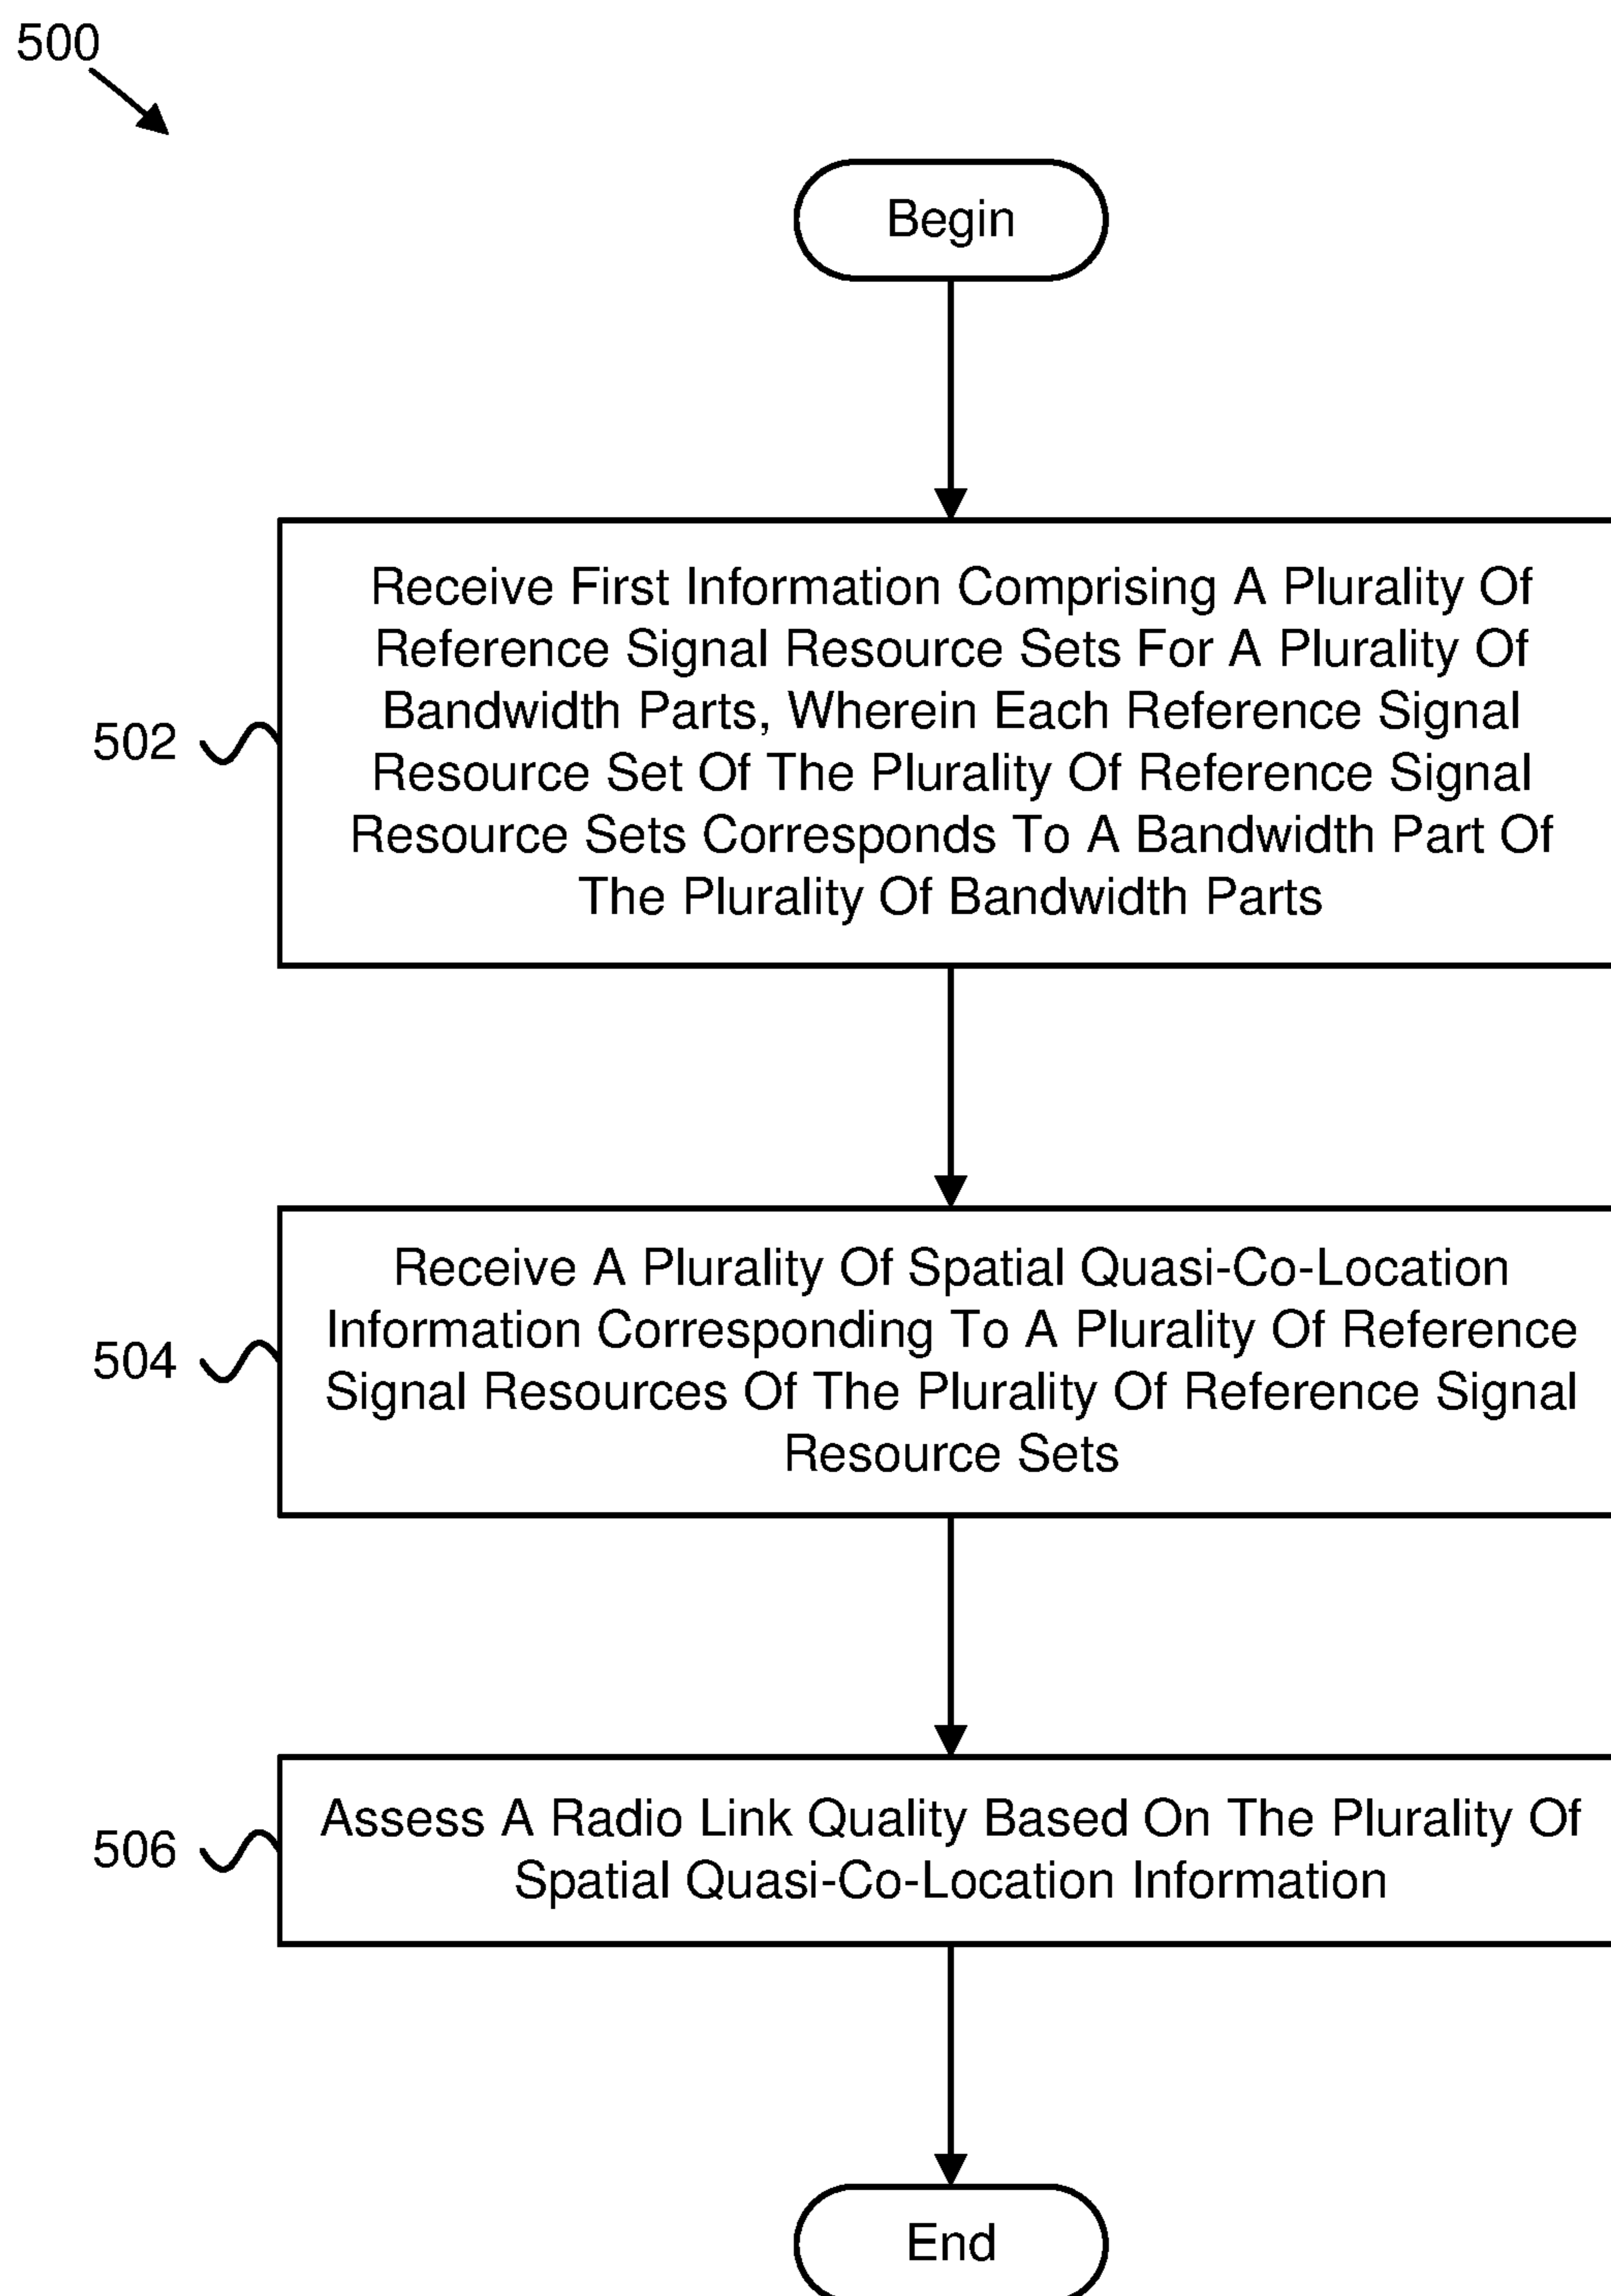 500
Begin
Receive First Information Comprising A Plurality Of
Reference Signal Resource Sets For A Plurality Of
Bandwidth Parts, Wherein Each Reference Signal
Resource Set Of The Plurality Of Reference Signal
Resource Sets Corresponds To A Bandwidth Part Of
The Plurality Of Bandwidth Parts
502
Receive A Plurality Of Spatial Quasi-Co-Location
Information Corresponding To A Plurality Of Reference
Signal Resources Of The Plurality Of Reference Signal
Resource Sets
504
Assess A Radio Link Quality Based On The Plurality Of
Spatial Quasi-Co-Location Information
506
End